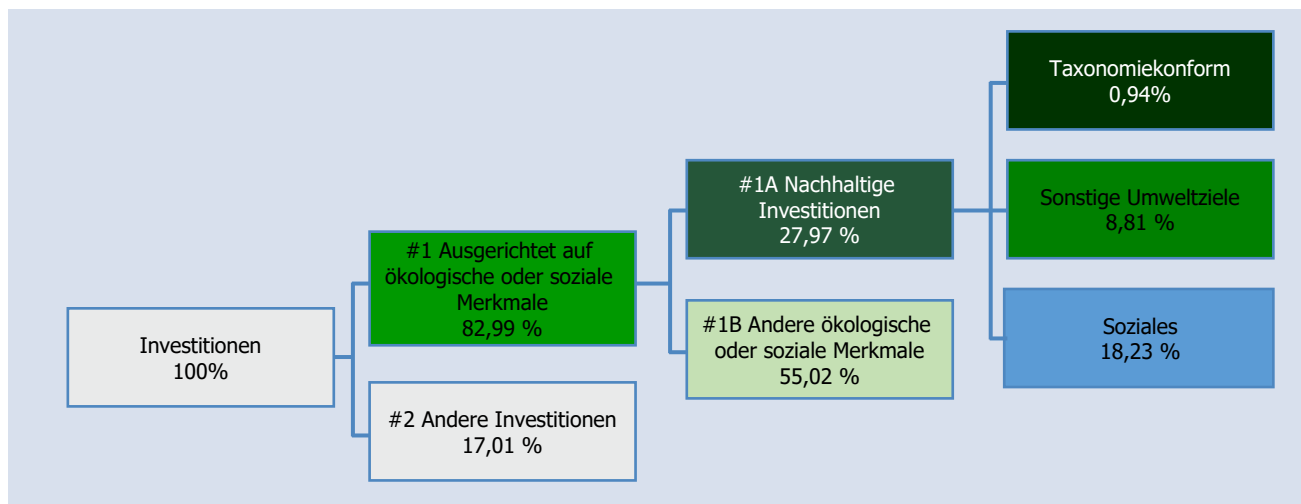 Investitionen
100%
#1 Ausgerichtet auf
ökologische oder soziale
Merkmale
82,99 %
#2 Andere Investitionen
17,01 %
#1A Nachhaltige
Investitionen
27,97 %
#1B Andere ökologische
oder soziale Merkmale
55,02 %
Taxonomiekonform
0,94%
Sonstige Umweltziele
8,81 %
Soziales
18,23 %